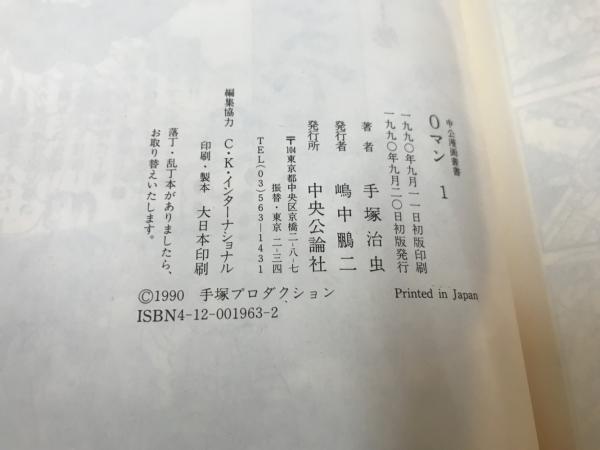 中公漫画叢書
0マン 1
一九九〇年九月一一日初版印刷
一九九〇年九月二〇日初版発行
著者 手塚治虫
発行者 嶋中鵬二
発行所 中央公論社
〒104東京都中央区京橋二-八-七
振替・東京二-三四
TEL(03)563-1431
編集協力 C・K・インターナショナル
印刷・製本 大日本印刷
落丁・乱丁本がありましたら、
お取り替えいたします。
©1990 手塚プロダクション Printed in Japan
ISBN4-12-001963-2